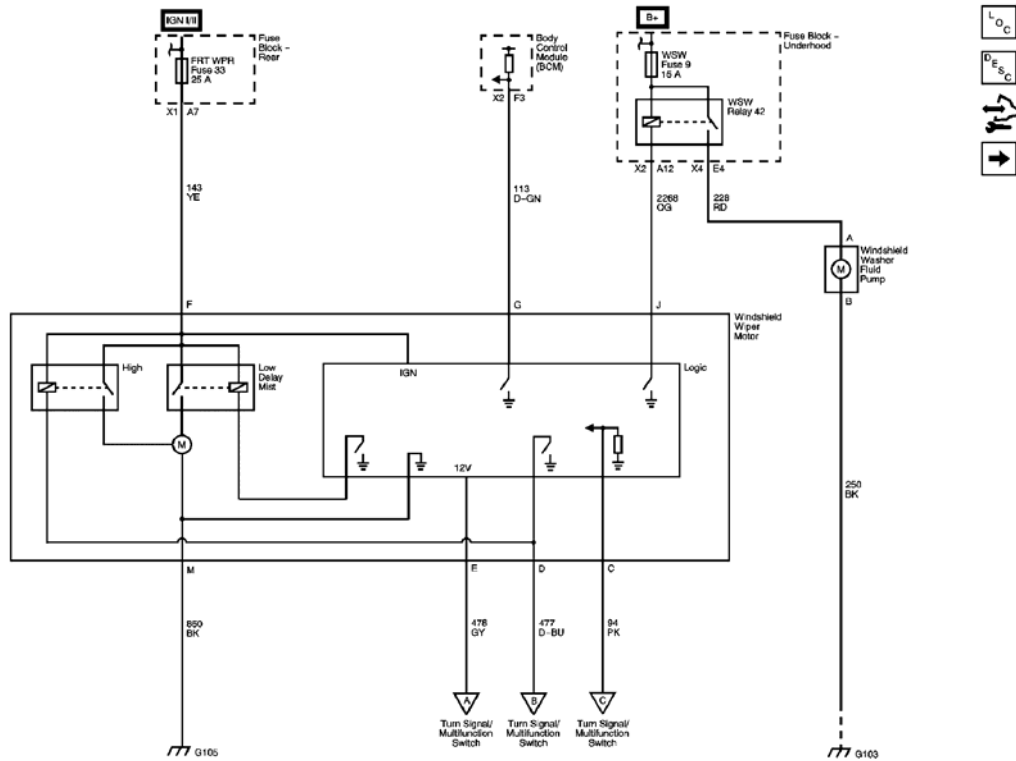 IGN I/II
Fuse
Block –
Rear
FRT WPR
Fuse 33
25 A
X1 A7
143
YE
F
Body
Control
Module
(BCM)
X2 F3
113
D-GN
G
B+
Fuse Block –
Underhood
WSW
Fuse 9
15 A
WSW
Relay 42
X2 A12 X4 E4
2268
OG
228
RD
J
A
M
Windshield
Washer
Fluid
Pump
B
LOC
DESC
Windshield
Wiper
Motor
High
Low
Delay
Mist
M
IGN
Logic
12V
M
E
D
C
850
BK
478
GY
477
D-BU
94
PK
250
BK
A
B
C
Turn Signal/
Multifunction
Switch
Turn Signal/
Multifunction
Switch
Turn Signal/
Multifunction
Switch
G105
G103